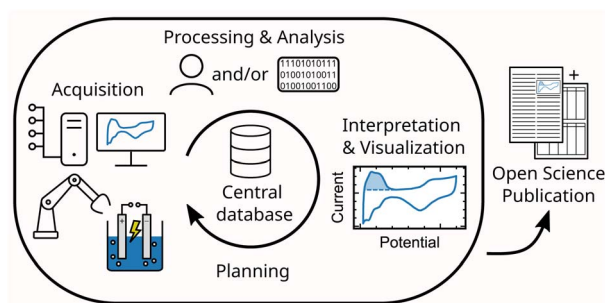 Processing & Analysis
and/or
11101010111
01001010011
01001001100
Acquisition
Central
database
Interpretation
& Visualization
Current
Potential
Planning
+
Open Science
Publication